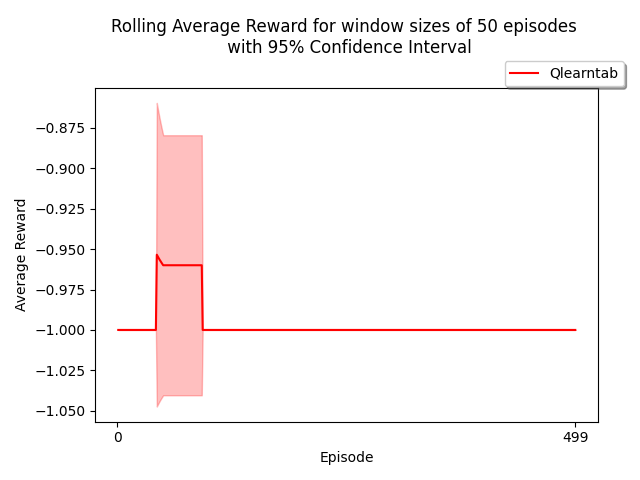 Rolling Average Reward for window sizes of 50 episodes
with 95% Confidence Interval
Qlearntab
Average Reward
−0.875
−0.900
−0.925
−0.950
−0.975
−1.000
−1.025
−1.050
0
499
Episode